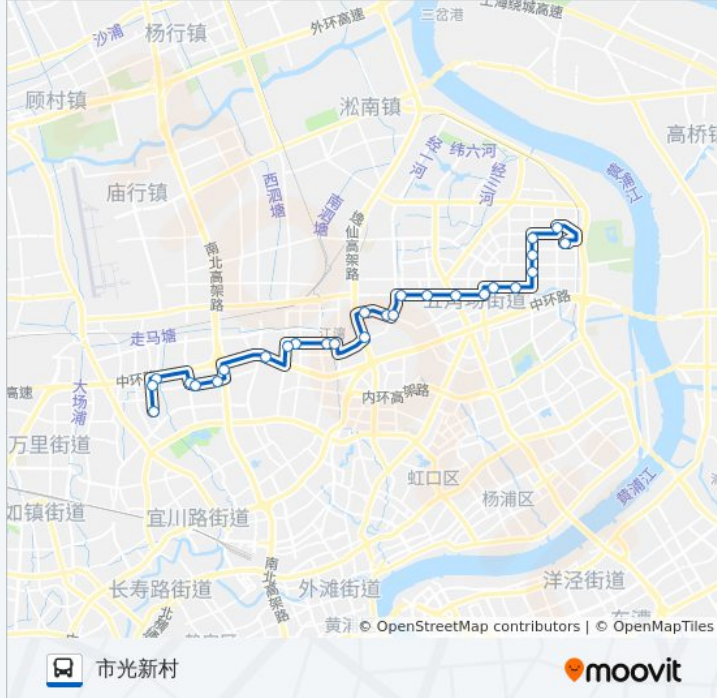 上海绕城高速
三岔港
外环高速
沙浦
杨行镇
顾村镇
淞南镇
高桥镇
经一河
纬六河
经三河
黄浦江
庙行镇
西泗塘
南泗塘
逸仙高架路
南北高架路
五角场街道
中环路
走马塘
江湾
中环
高速
大场浦
内环高架路
万里街道
虹口区
黄浦江
杨浦区
如镇街道
宜川路街道
南北高架路
长寿路街道
外滩街道
洋泾街道
© OpenStreetMap contributors | © OpenMapTiles
市光新村
moovit